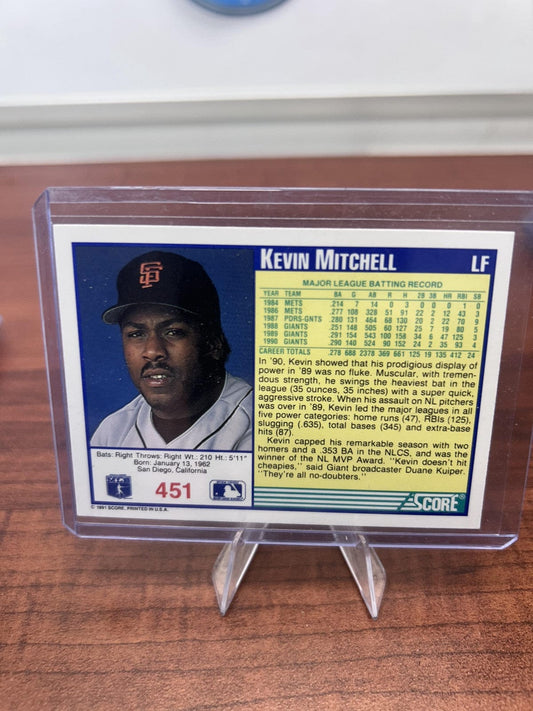 KEVIN MITCHELL LF
MAJOR LEAGUE BATTING RECORD
YEAR TEAM BA G AB R H 2B 3B HR RBI SB
1984 METS .214 7 14 0 3 0 0 0 1 0
1986 METS .277 108 328 51 91 22 2 12 43 3
1987 PDRS-GNTS .280 131 464 68 130 20 2 22 70 9
1988 GIANTS .251 148 505 60 127 25 7 19 80 5
1989 GIANTS .291 154 543 100 158 34 6 47 125 3
1990 GIANTS .290 140 524 90 152 24 2 35 93 4
CAREER TOTALS .278 688 2378 369 661 125 19 135 412 24
In '90, Kevin showed that his prodigious display of
power in '89 was no fluke. Muscular, with tremen-
dous strength, he swings the heaviest bat in the
league (35 ounces, 35 inches) with a super quick,
aggressive stroke. When his assault on NL pitchers
was over in '89, Kevin led the major leagues in all
five power categories: home runs (47), RBIs (125),
slugging (.635), total bases (345) and extra-base
hits (87).
Kevin capped his remarkable season with two
homers and a .353 BA in the NLCS, and was the
winner of the NL MVP Award. "Kevin doesn't hit
cheapies," said Giant broadcaster Duane Kuiper.
"They're all no-doubters."
SCORE
SF
Bats: Right Throws: Right Wt: 210 Ht: 5'11"
Born: January 13, 1962
San Diego, California
451
© 1991 SCORE, PRINTED IN U.S.A.